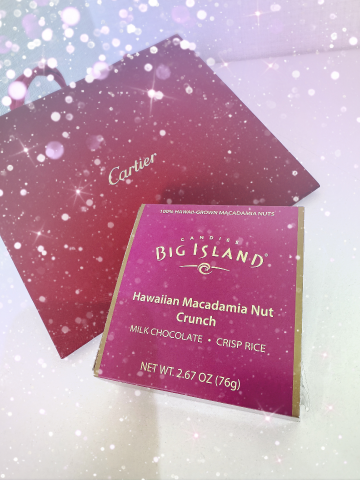 Cartier
100% HAWAII-GROWN MACADAMIA NUTS
CANDIES
BIG ISLAND
Hawaiian Macadamia Nut
Crunch
MILK CHOCOLATE • CRISP RICE
NET WT. 2.67 OZ (76g)